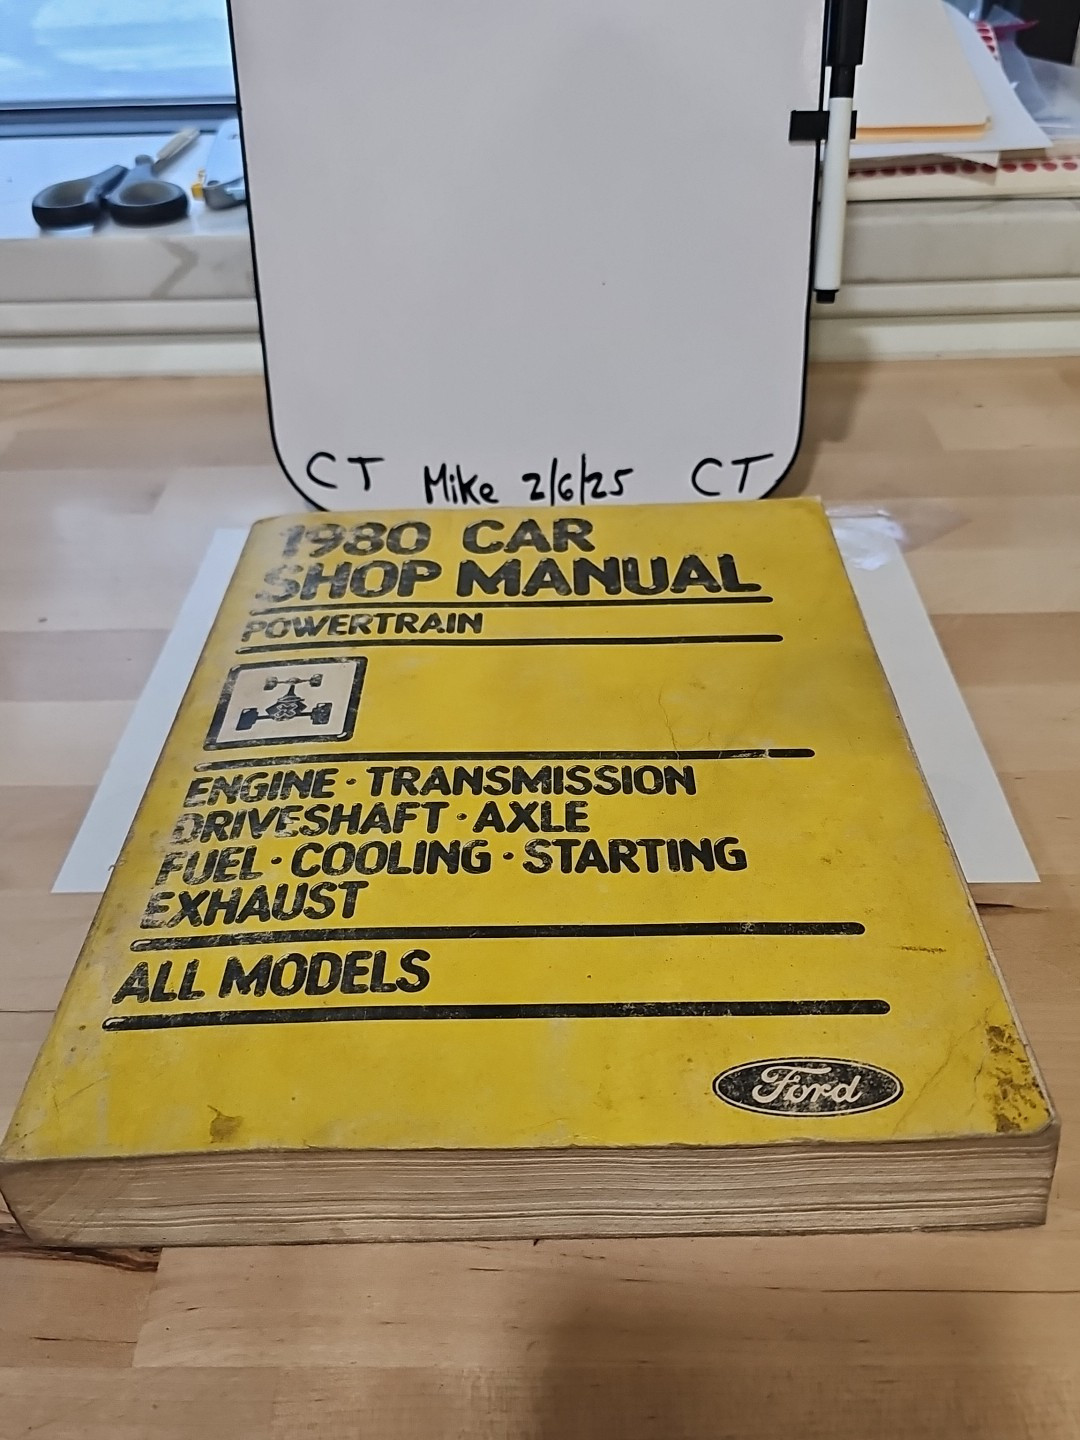 CT Mike 2/6/25 CT
1980 CAR
SHOP MANUAL
POWERTRAIN
ENGINE · TRANSMISSION
DRIVESHAFT · AXLE
FUEL · COOLING · STARTING
EXHAUST
ALL MODELS
Ford